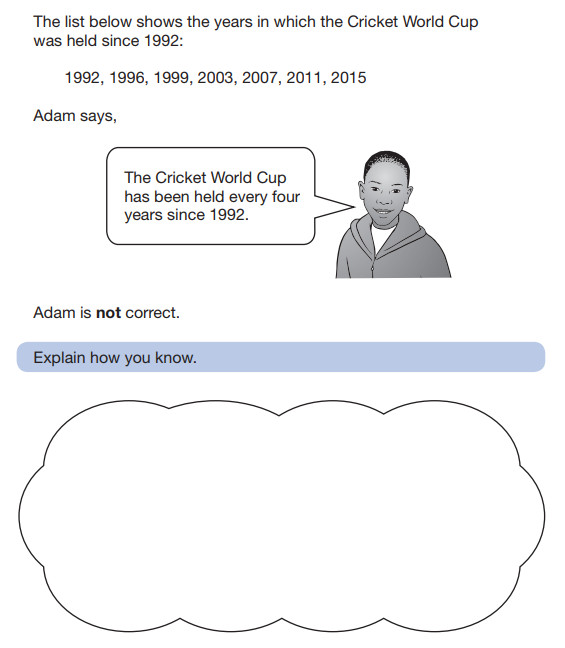 The list below shows the years in which the Cricket World Cup
was held since 1992:
1992, 1996, 1999, 2003, 2007, 2011, 2015
Adam says,
The Cricket World Cup
has been held every four
years since 1992.
Adam is not correct.
Explain how you know.